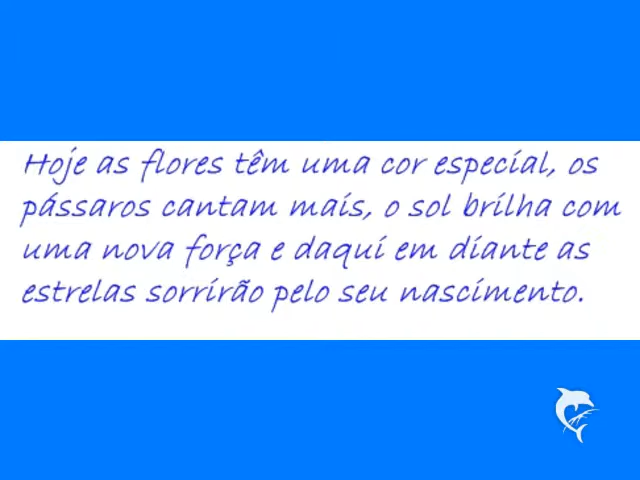 Hoje as flores têm uma cor especial, os
pássaros cantam mais, o sol brilha com
uma nova força e daqui em diante as
estrelas sorrirão pelo seu nascimento.